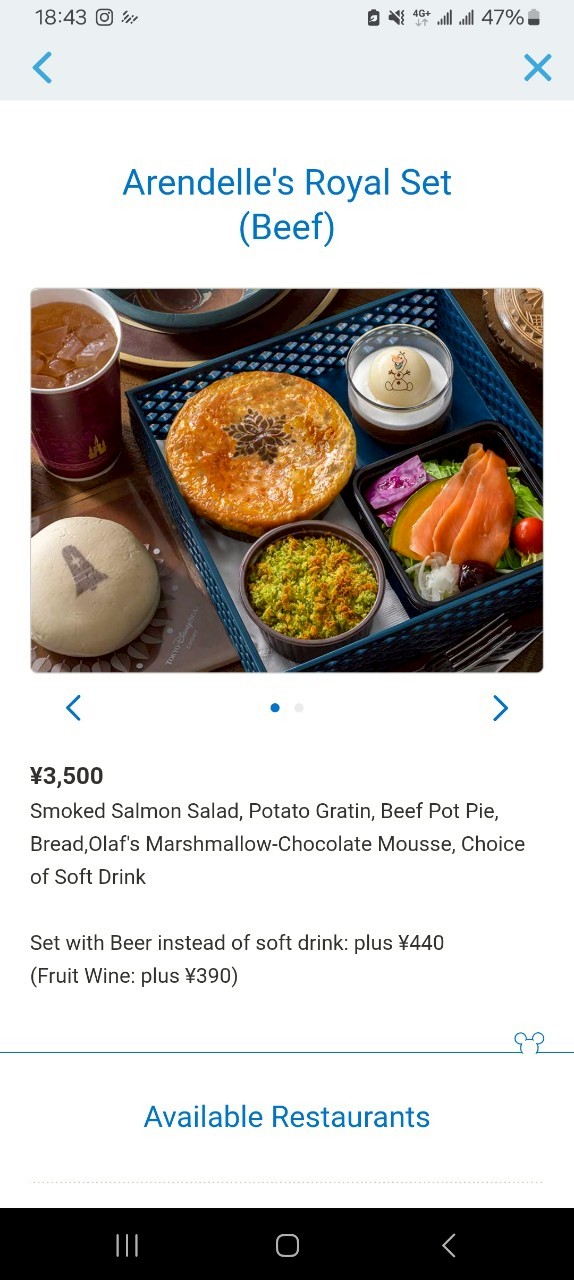 18:43
4G+
47%
Arendelle's Royal Set
(Beef)
¥3,500
Smoked Salmon Salad, Potato Gratin, Beef Pot Pie,
Bread,Olaf's Marshmallow-Chocolate Mousse, Choice
of Soft Drink
Set with Beer instead of soft drink: plus ¥440
(Fruit Wine: plus ¥390)
Available Restaurants